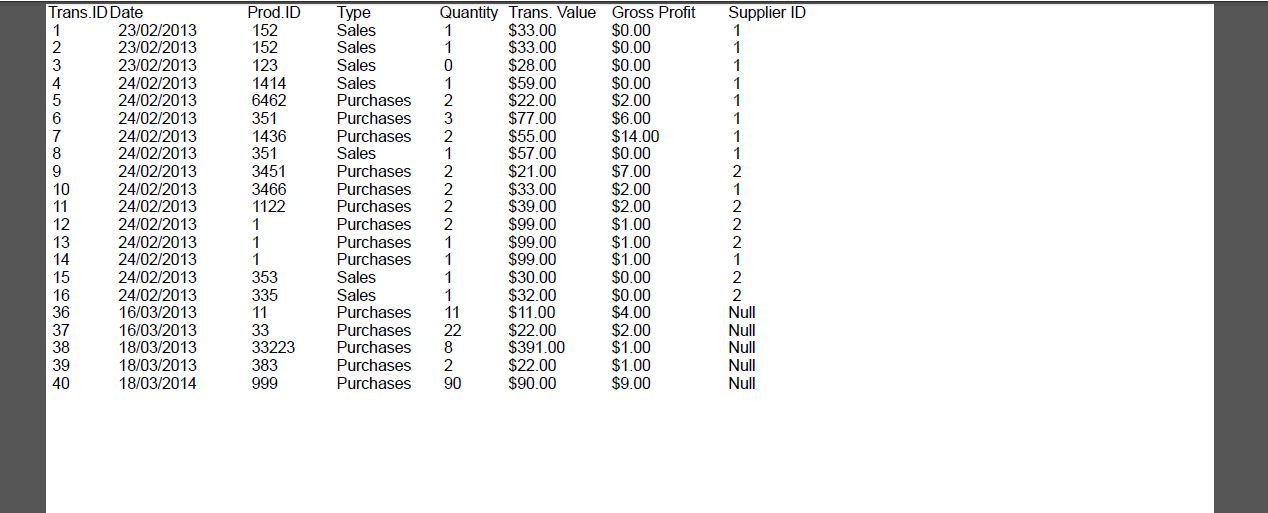 Trans.ID Date Prod.ID Type Quantity Trans. Value Gross Profit Supplier ID
1 23/02/2013 152 Sales 1 $33.00 $0.00 1
2 23/02/2013 152 Sales 1 $33.00 $0.00 1
3 23/02/2013 123 Sales 0 $28.00 $0.00 1
4 24/02/2013 1414 Sales 1 $59.00 $0.00 1
5 24/02/2013 6462 Purchases 2 $22.00 $2.00 1
6 24/02/2013 351 Purchases 3 $77.00 $6.00 1
7 24/02/2013 1436 Purchases 2 $55.00 $14.00 1
8 24/02/2013 351 Sales 1 $57.00 $0.00 1
9 24/02/2013 3451 Purchases 2 $21.00 $7.00 2
10 24/02/2013 3466 Purchases 2 $33.00 $2.00 1
11 24/02/2013 1122 Purchases 2 $39.00 $2.00 2
12 24/02/2013 1 Purchases 2 $99.00 $1.00 2
13 24/02/2013 1 Purchases 1 $99.00 $1.00 2
14 24/02/2013 1 Purchases 1 $99.00 $1.00 1
15 24/02/2013 353 Sales 1 $30.00 $0.00 2
16 24/02/2013 335 Sales 1 $32.00 $0.00 2
36 16/03/2013 11 Purchases 11 $11.00 $4.00 Null
37 16/03/2013 33 Purchases 22 $22.00 $2.00 Null
38 18/03/2013 33223 Purchases 8 $391.00 $1.00 Null
39 18/03/2013 383 Purchases 2 $22.00 $1.00 Null
40 18/03/2014 999 Purchases 90 $90.00 $9.00 Null